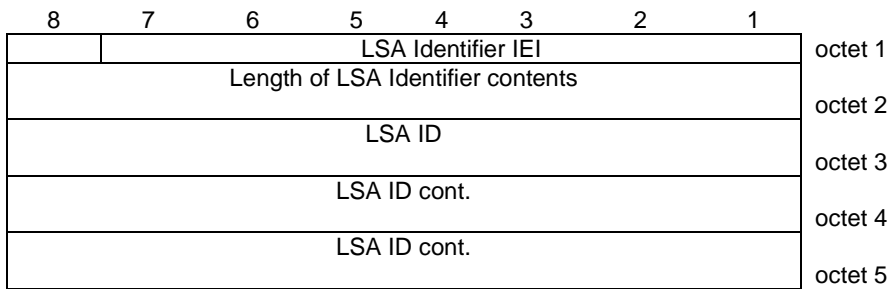 8 7 6 5 4 3 2 1
LSA Identifier IEI octet 1
Length of LSA Identifier contents
octet 2
LSA ID
octet 3
LSA ID cont.
octet 4
LSA ID cont.
octet 5